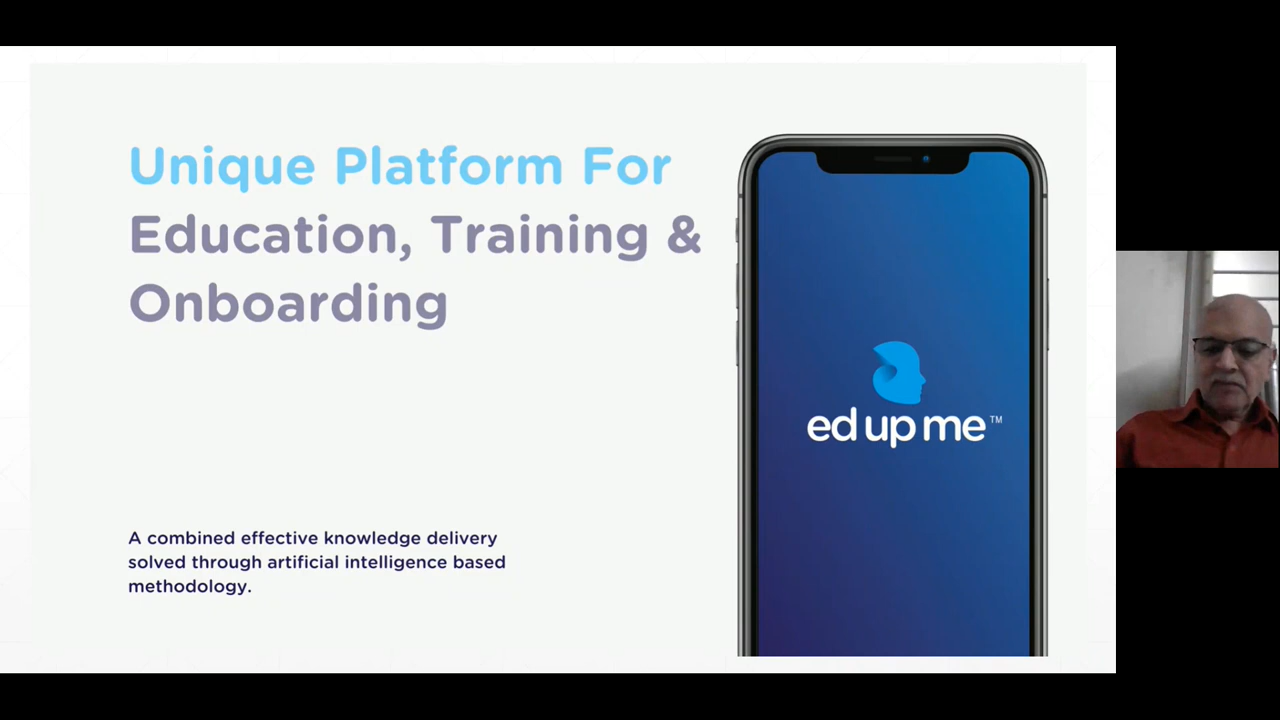 Unique Platform For
Education, Training &
Onboarding
ed up me™
A combined effective knowledge delivery
solved through artificial intelligence based
methodology.